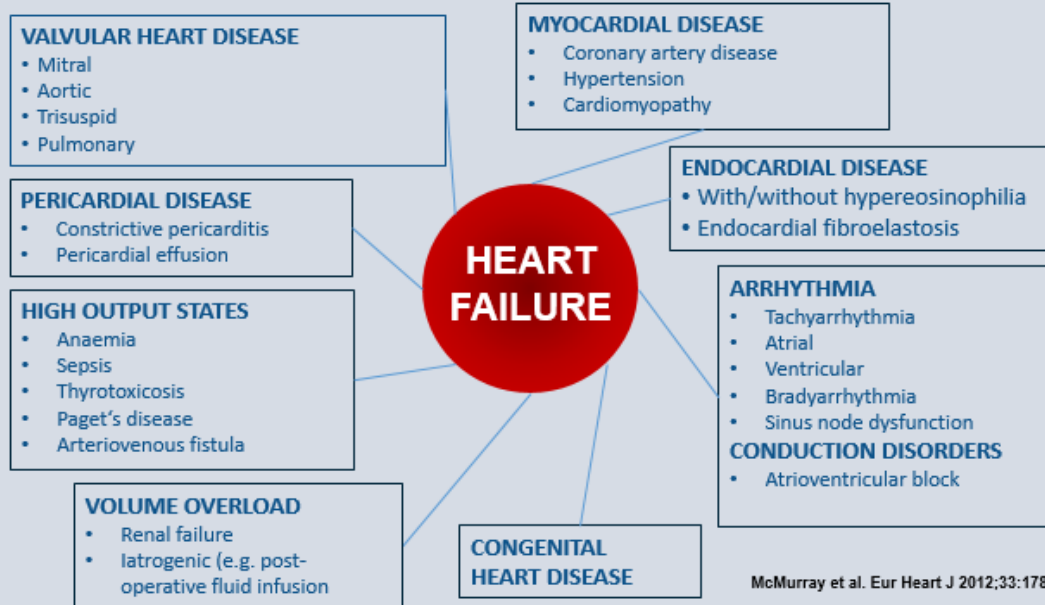 VALVULAR HEART DISEASE
• Mitral
• Aortic
• Trisuspid
• Pulmonary
MYOCARDIAL DISEASE
• Coronary artery disease
• Hypertension
• Cardiomyopathy
PERICARDIAL DISEASE
• Constrictive pericarditis
• Pericardial effusion
ENDOCARDIAL DISEASE
• With/without hypereosinophilia
• Endocardial fibroelastosis
HEART
FAILURE
HIGH OUTPUT STATES
• Anaemia
• Sepsis
• Thyrotoxicosis
• Paget‘s disease
• Arteriovenous fistula
ARRHYTHMIA
• Tachyarrhythmia
• Atrial
• Ventricular
• Bradyarrhythmia
• Sinus node dysfunction
CONDUCTION DISORDERS
• Atrioventricular block
VOLUME OVERLOAD
• Renal failure
• Iatrogenic (e.g. post-
operative fluid infusion
CONGENITAL
HEART DISEASE
McMurray et al. Eur Heart J 2012;33:178